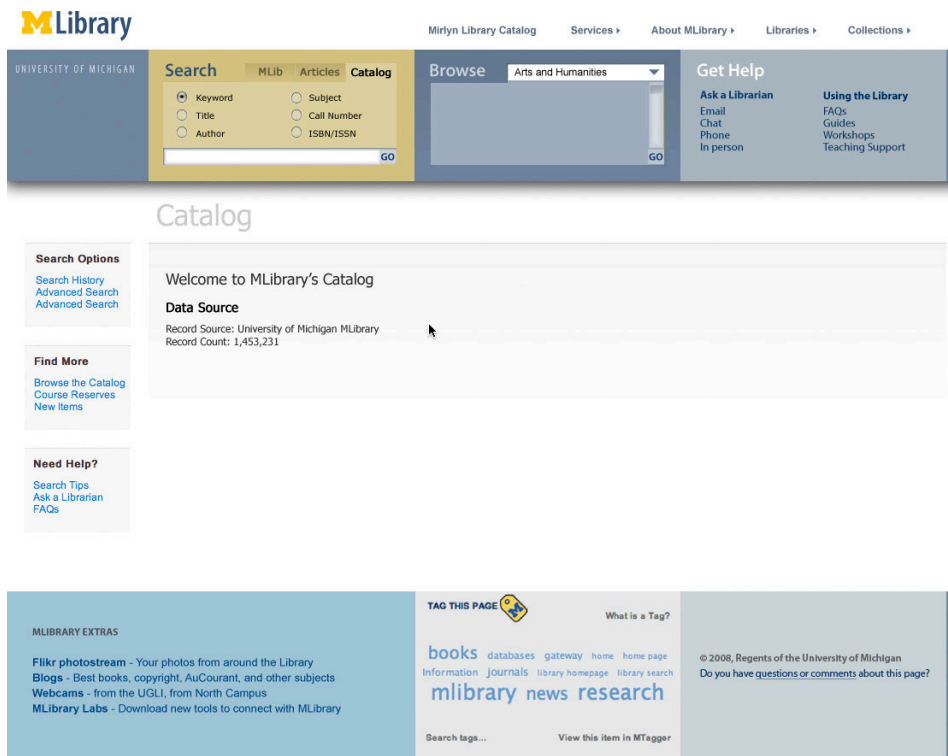 MLibrary
Mirlyn Library Catalog Services About MLibrary Libraries Collections
UNIVERSITY OF MICHIGAN
Search MLib Articles Catalog
Keyword Subject
Title Call Number
Author ISBN/ISSN
GO
Browse Arts and Humanities
GO
Get Help
Ask a Librarian
Email
Chat
Phone
In person
Using the Library
FAQs
Guides
Workshops
Teaching Support
Catalog
Search Options
Search History
Advanced Search
Advanced Search
Find More
Browse the Catalog
Course Reserves
New Items
Need Help?
Search Tips
Ask a Librarian
FAQs
Welcome to MLibrary's Catalog
Data Source
Record Source: University of Michigan MLibrary
Record Count: 1,453,231
MLIBRARY EXTRAS
Flikr photostream - Your photos from around the Library
Blogs - Best books, copyright, AuCourant, and other subjects
Webcams - from the UGLI, from North Campus
MLibrary Labs - Download new tools to connect with MLibrary
TAG THIS PAGE M
What is a Tag?
books databases gateway home home page
Information journals library homepage library search
mlibrary news research
Search tags... View this item in MTagger
© 2008, Regents of the University of Michigan
Do you have questions or comments about this page?